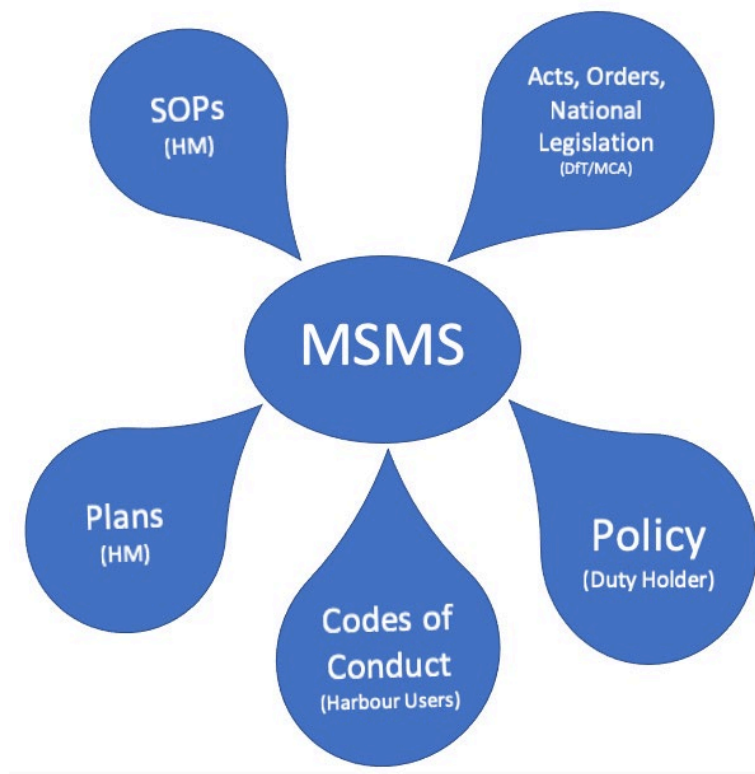 SOPs
(HM)
Acts, Orders,
National
Legislation
(DfT/MCA)
MSMS
Plans
(HM)
Policy
(Duty Holder)
Codes of
Conduct
(Harbour Users)